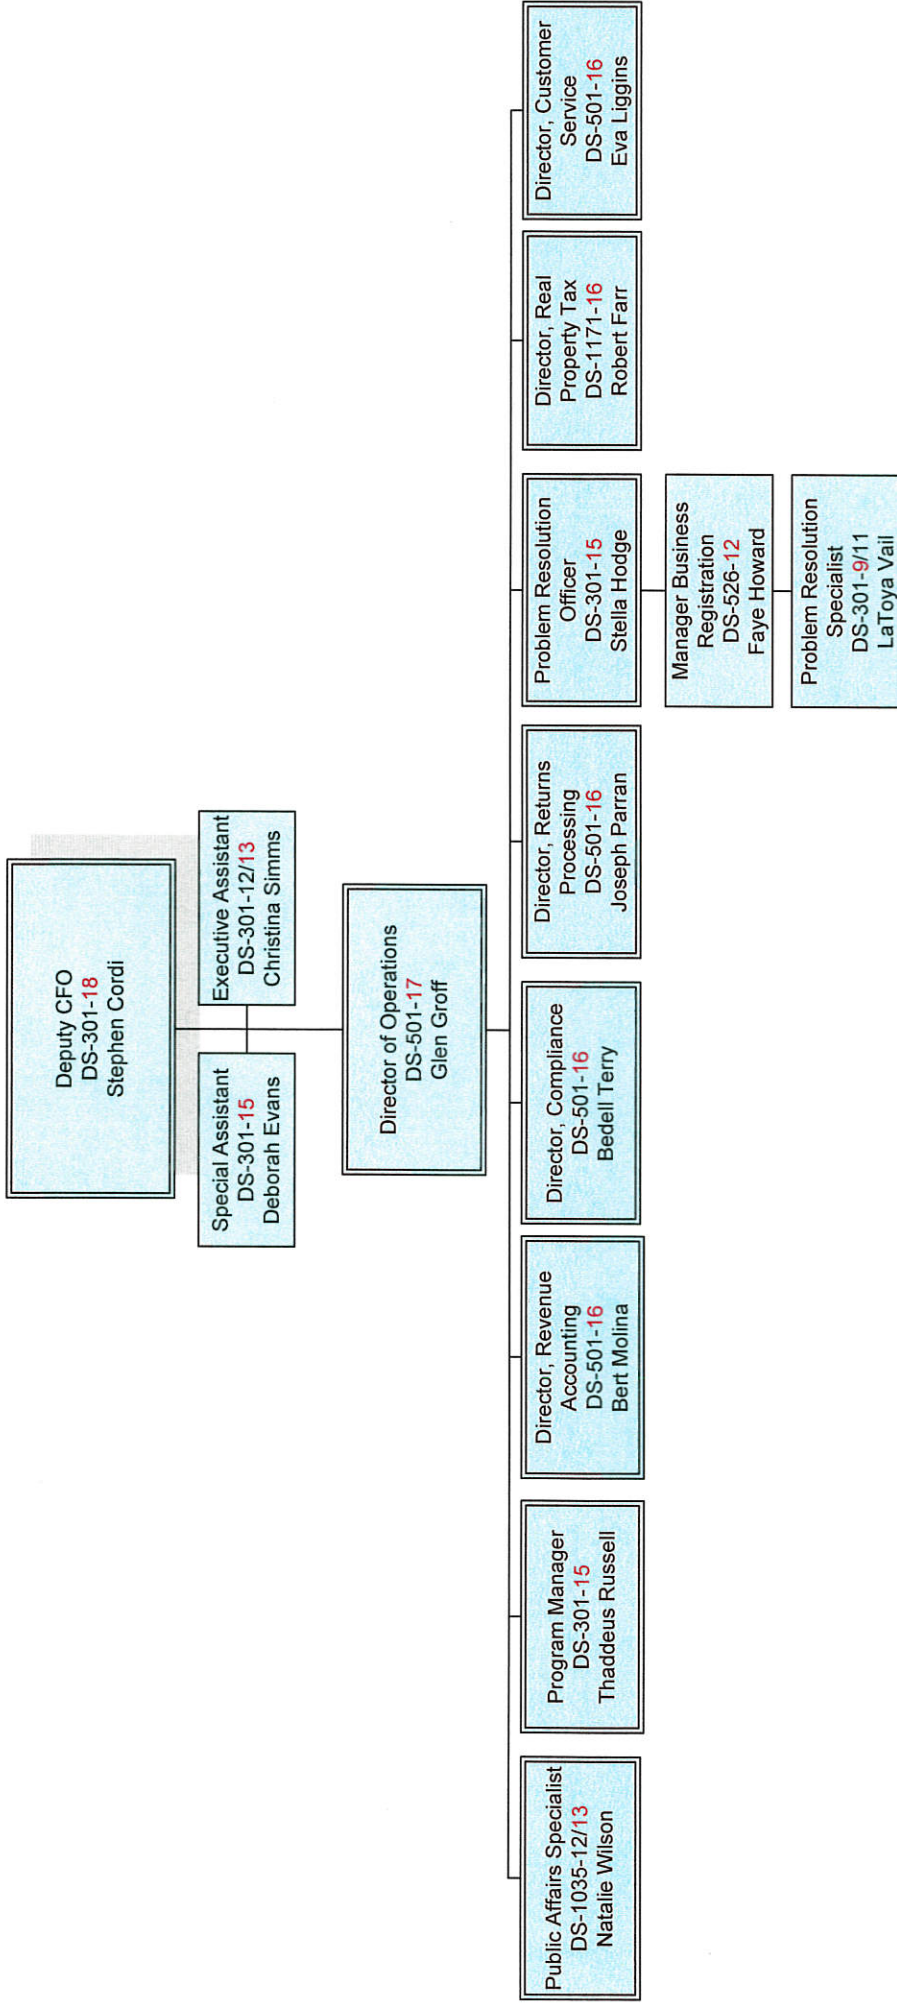 Deputy CFO
DS-301-18
Stephen Cordi
Special Assistant
DS-301-15
Deborah Evans
Executive Assistant
DS-301-12/13
Christina Simms
Director of Operations
DS-501-17
Glen Groff
Public Affairs Specialist
DS-1035-12/13
Natalie Wilson
Program Manager
DS-301-15
Thaddeus Russell
Director, Revenue
Accounting
DS-501-16
Bert Molina
Director, Compliance
DS-501-16
Bedell Terry
Director, Returns
Processing
DS-501-16
Joseph Parran
Problem Resolution
Officer
DS-301-15
Stella Hodge
Director, Real
Property Tax
DS-1171-16
Robert Farr
Director, Customer
Service
DS-501-16
Eva Liggins
Manager Business
Registration
DS-526-12
Faye Howard
Problem Resolution
Specialist
DS-301-9/11
LaToya Vail